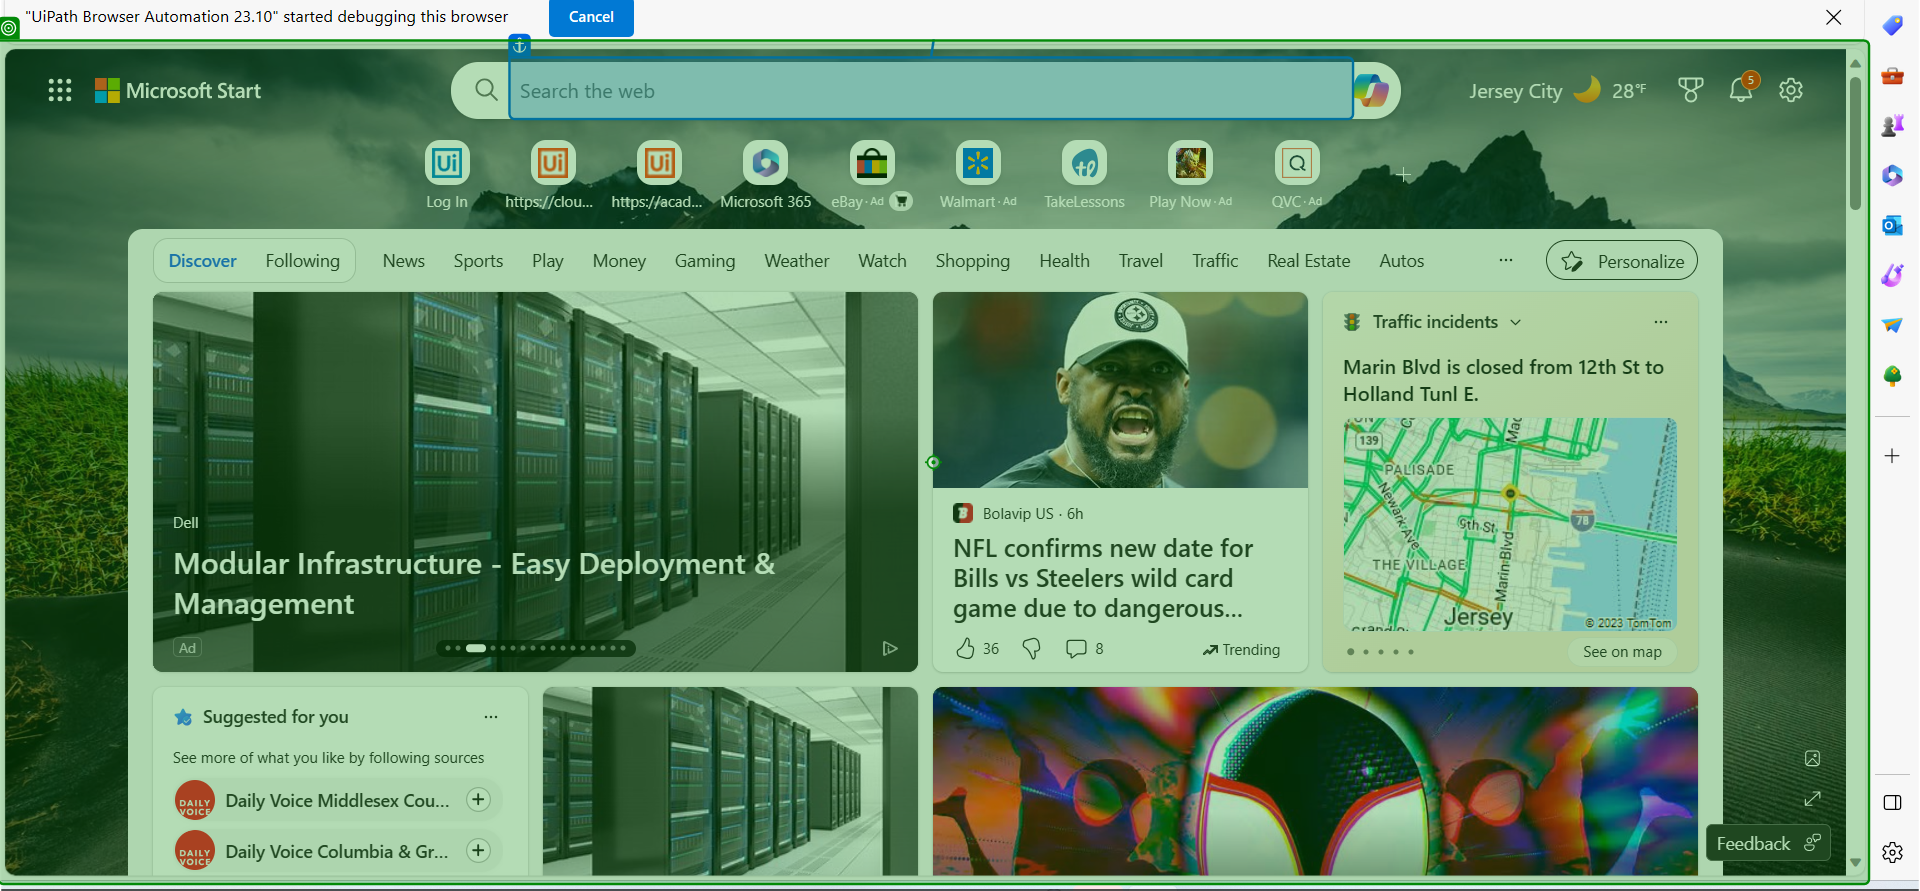 "UiPath Browser Automation 23.10" started debugging this browser
Cancel
Microsoft Start
Search the web
Jersey City
28°F
5
Log In
https://clou...
https://acad...
Microsoft 365
eBay · Ad
Walmart · Ad
TakeLessons
Play Now · Ad
QVC · Ad
Discover
Following
News
Sports
Play
Money
Gaming
Weather
Watch
Shopping
Health
Travel
Traffic
Real Estate
Autos
...
Personalize
Dell
Modular Infrastructure - Easy Deployment &
Management
Ad
Bolavip US · 6h
NFL confirms new date for
Bills vs Steelers wild card
game due to dangerous...
36
8
Trending
Traffic incidents
Marin Blvd is closed from 12th St to
Holland Tunl E.
139
PALISADE
Newark Ave
9th St
78
THE VILLAGE
Marin Blvd
Jersey
© 2023 TomTom
See on map
Suggested for you
See more of what you like by following sources
DAILY VOICE
Daily Voice Middlesex Cou...
DAILY VOICE
Daily Voice Columbia & Gr...
Feedback